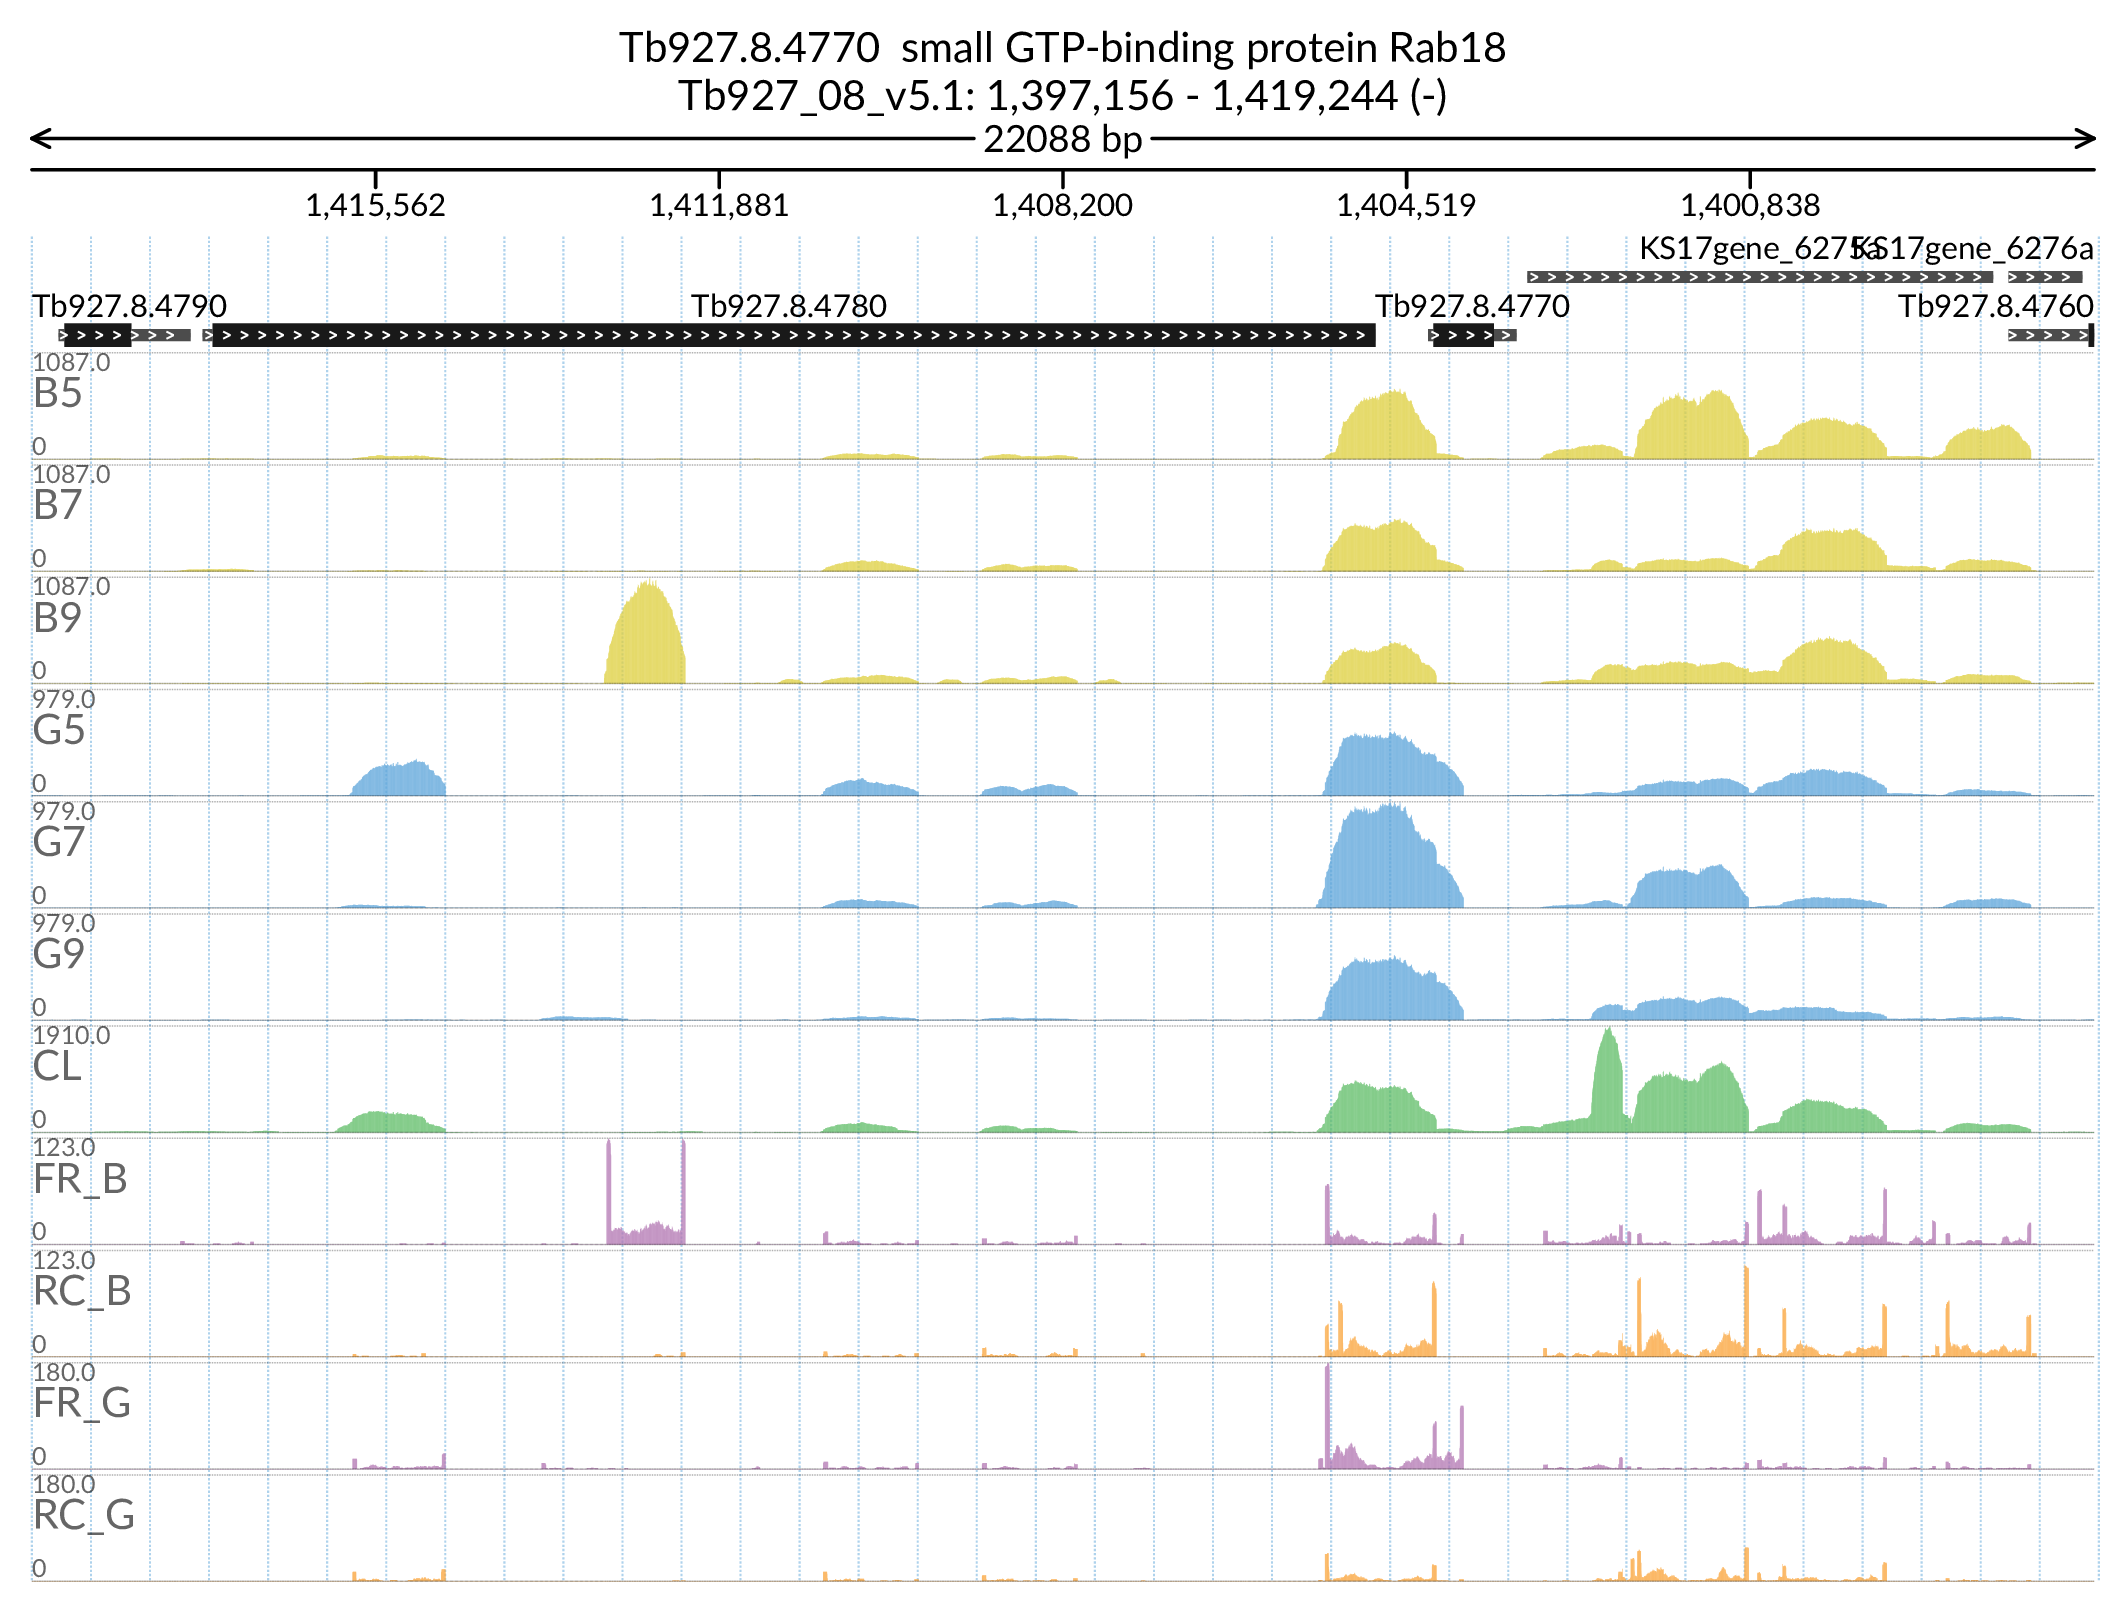 Tb927.8.4770  small GTP-binding protein Rab18
Tb927_08_v5.1: 1,397,156 - 1,419,244 (-)
22088 bp
1,415,562 1,411,881 1,408,200 1,404,519 1,400,838
KS17gene_6275a KS17gene_6276a
Tb927.8.4790 Tb927.8.4780 Tb927.8.4770 Tb927.8.4760
1087.0
B5
0
1087.0
B7
0
1087.0
B9
0
979.0
G5
0
979.0
G7
0
979.0
G9
0
1910.0
CL
0
123.0
FR_B
0
123.0
RC_B
0
180.0
FR_G
0
180.0
RC_G
0